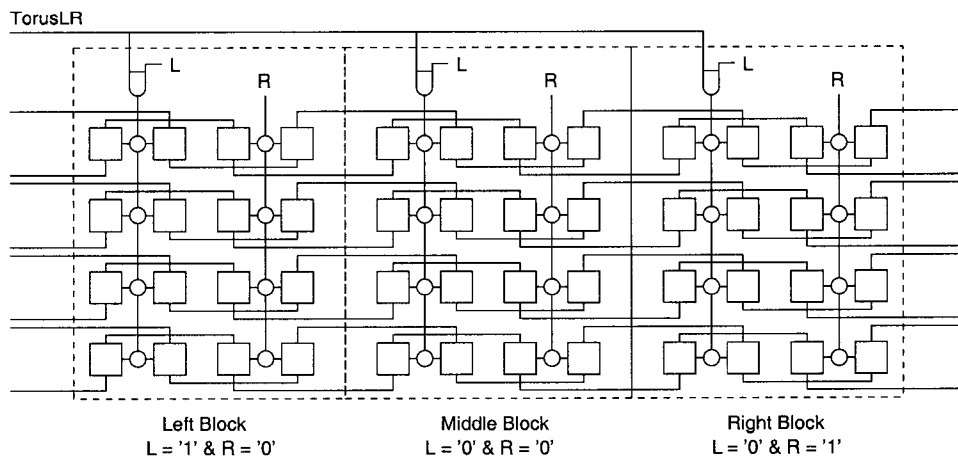 TorusLR
L L L
R R R
Left Block Middle Block Right Block
L = '1' & R = '0' L = '0' & R = '0' L = '0' & R = '1'